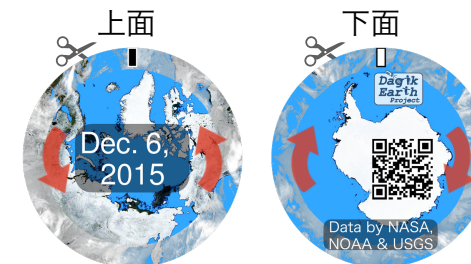 上面
下面
Dec. 6,
2015
Dagik
Earth
Project
Data by NASA,
NOAA & USGS